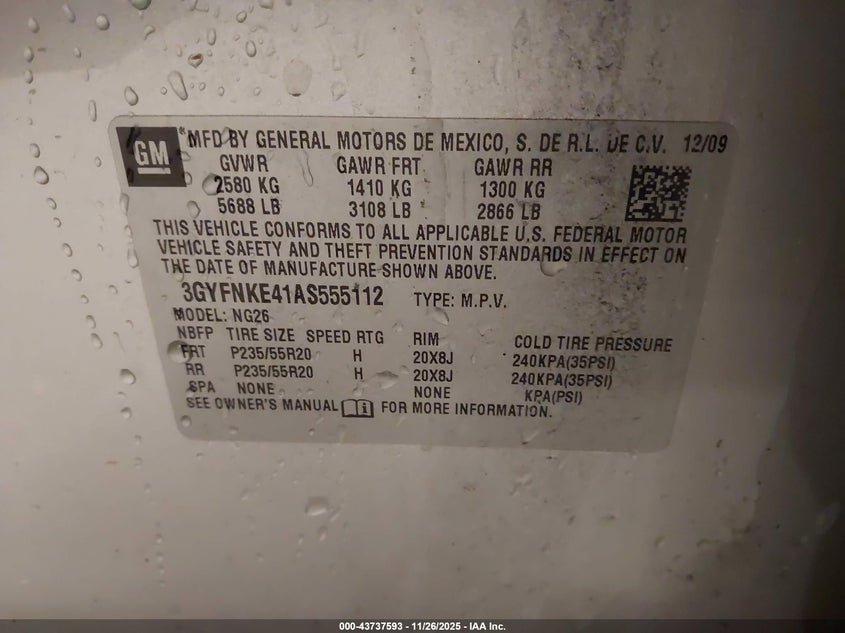 GM
*MFD BY GENERAL MOTORS DE MEXICO, S. DE R.L. DE C.V. 12/09
GVWR GAWR FRT GAWR RR
2580 KG 1410 KG 1300 KG
5688 LB 3108 LB 2866 LB
THIS VEHICLE CONFORMS TO ALL APPLICABLE U.S. FEDERAL MOTOR
VEHICLE SAFETY AND THEFT PREVENTION STANDARDS IN EFFECT ON
THE DATE OF MANUFACTURE SHOWN ABOVE.
3GYFNKE41AS555112 TYPE: M.P.V.
MODEL: NG26
NBFP TIRE SIZE SPEED RTG RIM COLD TIRE PRESSURE
FRT P235/55R20 H 20X8J 240KPA(35PSI)
RR P235/55R20 H 20X8J 240KPA(35PSI)
SPA NONE NONE KPA(PSI)
SEE OWNER'S MANUAL FOR MORE INFORMATION.
000-43737593 - 11/26/2025 - IAA Inc.